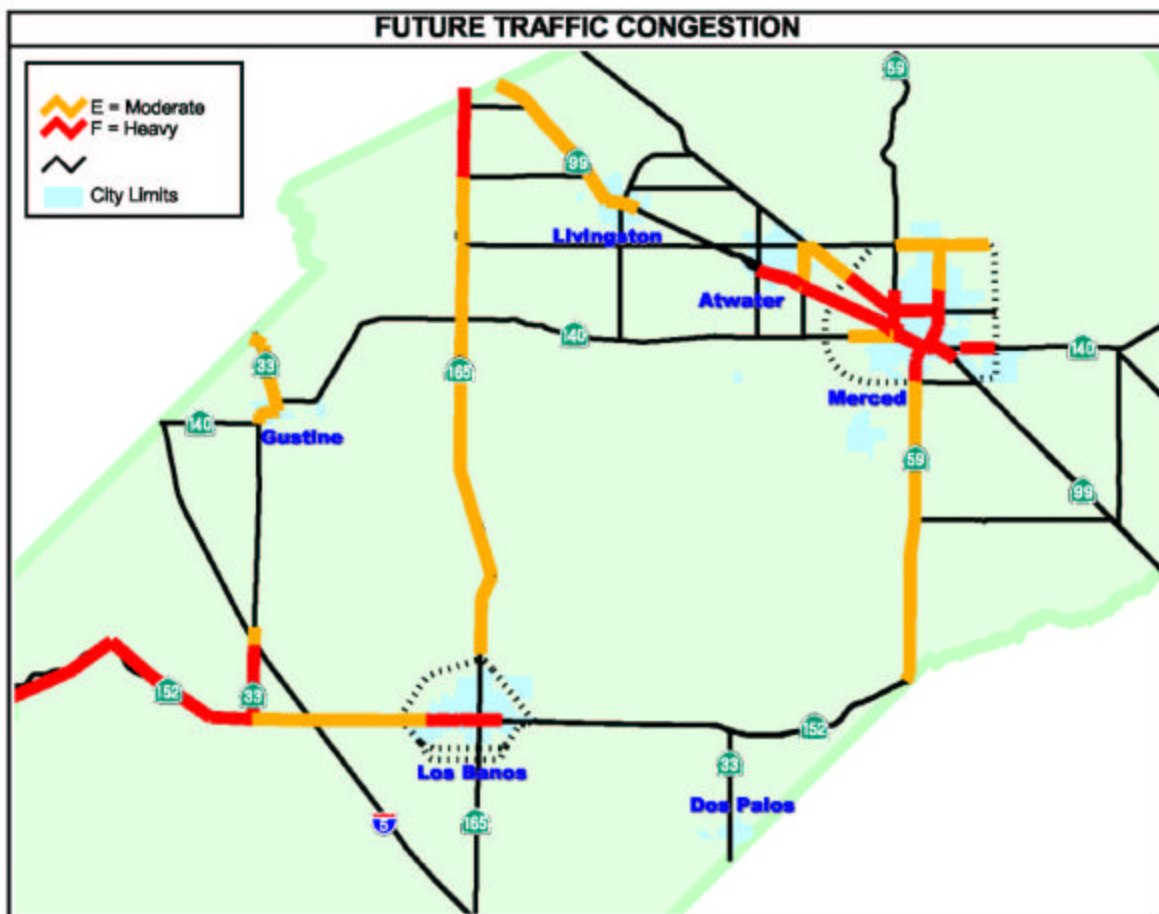 FUTURE TRAFFIC CONGESTION
59
E = Moderate
F = Heavy
City Limits
99
Livingston
Atwater
140
140
33
165
Merced
140
Gustine
59
99
152
33
152
Los Banos
33
Dos Palos
5
165